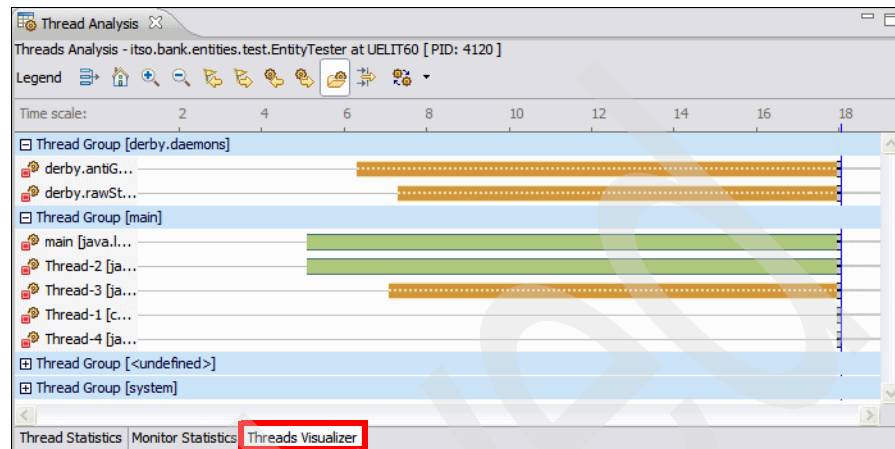 Thread Analysis
Threads Analysis - itso.bank.entities.test.EntityTester at UELIT60 [ PID: 4120 ]
Legend
Time scale: 2 4 6 8 10 12 14 16 18
Thread Group [derby.daemons]
derby.antiG...
derby.rawSt...
Thread Group [main]
main [java.l...
Thread-2 [ja...
Thread-3 [ja...
Thread-1 [c...
Thread-4 [ja...
Thread Group [<undefined>]
Thread Group [system]
Thread Statistics Monitor Statistics Threads Visualizer